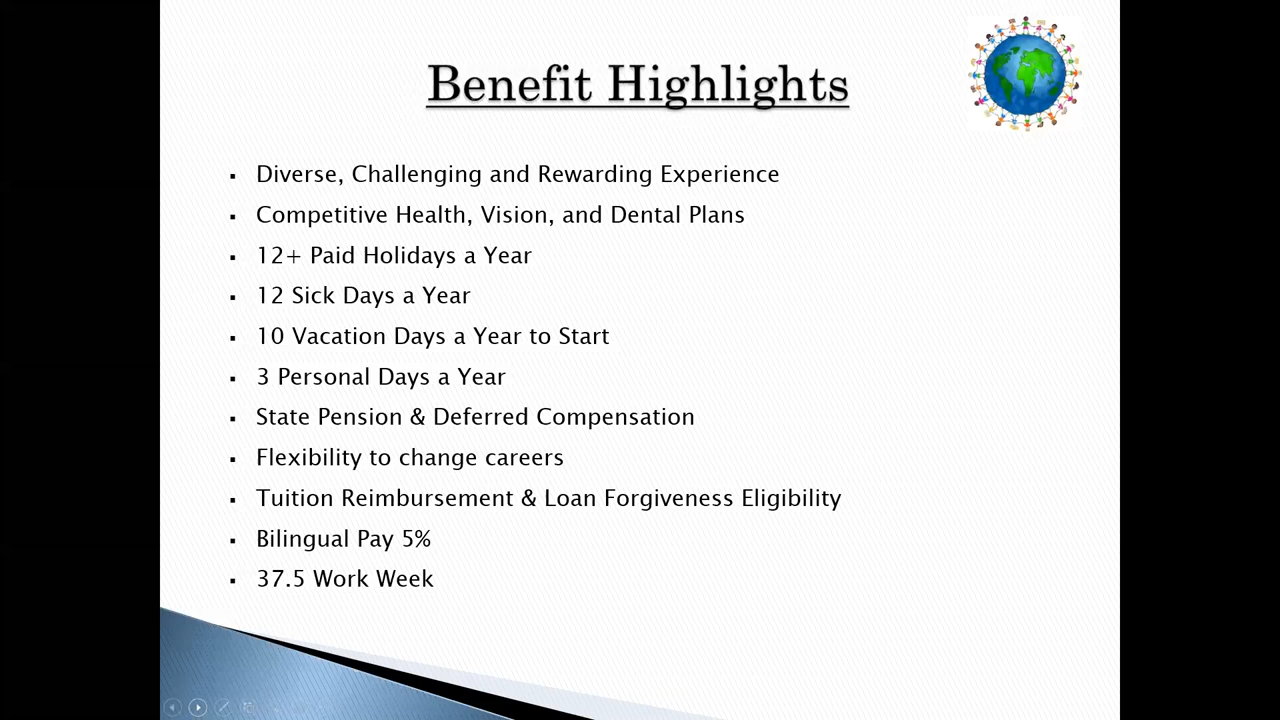 Benefit Highlights
Diverse, Challenging and Rewarding Experience
Competitive Health, Vision, and Dental Plans
12+ Paid Holidays a Year
12 Sick Days a Year
10 Vacation Days a Year to Start
3 Personal Days a Year
State Pension & Deferred Compensation
Flexibility to change careers
Tuition Reimbursement & Loan Forgiveness Eligibility
Bilingual Pay 5%
37.5 Work Week